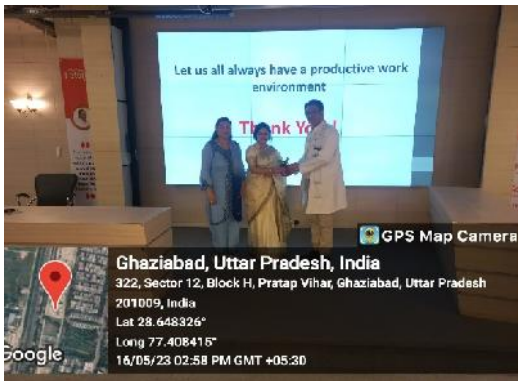 Let us all always have a productive work
environment
Thank You!
GPS Map Camera
Ghaziabad, Uttar Pradesh, India
322, Sector 12, Block H, Pratap Vihar, Ghaziabad, Uttar Pradesh
201009, India
Lat 28.648326°
Long 77.408415°
16/05/23 02:58 PM GMT +05:30
Google